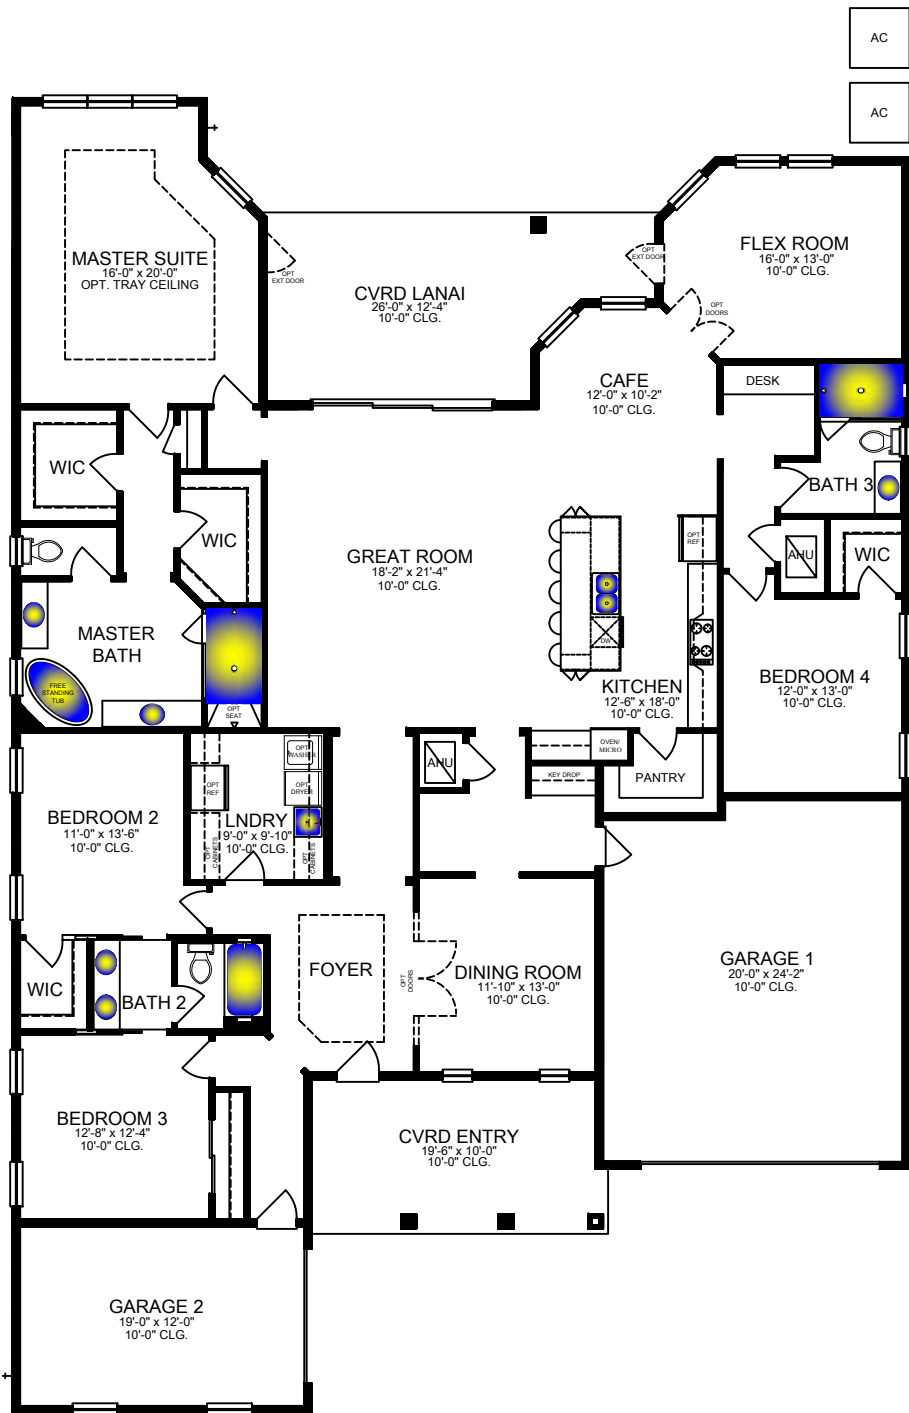 AC
AC
MASTER SUITE
16'-0" x 20'-0"
OPT. TRAY CEILING
OPT
EXT DOOR
CVRD LANAI
26'-0" x 12'-4"
10'-0" CLG.
OPT
EXT DOOR
FLEX ROOM
16'-0" x 13'-0"
10'-0" CLG.
OPT
DOORS
CAFE
12'-0" x 10'-2"
10'-0" CLG.
DESK
WIC
WIC
BATH 3
GREAT ROOM
18'-2" x 21'-4"
10'-0" CLG.
OPT
REF
AHU
WIC
MASTER
BATH
FREE
STANDING
TUB
OPT
SEAT
DW
KITCHEN
12'-6" x 18'-0"
10'-0" CLG.
BEDROOM 4
12'-0" x 13'-0"
10'-0" CLG.
OVEN/
MICRO
PANTRY
KEY DROP
AHU
OPT
WASHER
OPT
DRYER
OPT
REF
LNDRY
9'-0" x 9'-10"
10'-0" CLG.
OPT
CABINETS
OPT
CABINETS
BEDROOM 2
11'-0" x 13'-6"
10'-0" CLG.
WIC
BATH 2
FOYER
OPT
DOORS
DINING ROOM
11'-10" x 13'-0"
10'-0" CLG.
GARAGE 1
20'-0" x 24'-2"
10'-0" CLG.
BEDROOM 3
12'-8" x 12'-4"
10'-0" CLG.
CVRD ENTRY
19'-6" x 10'-0"
10'-0" CLG.
GARAGE 2
19'-0" x 12'-0"
10'-0" CLG.